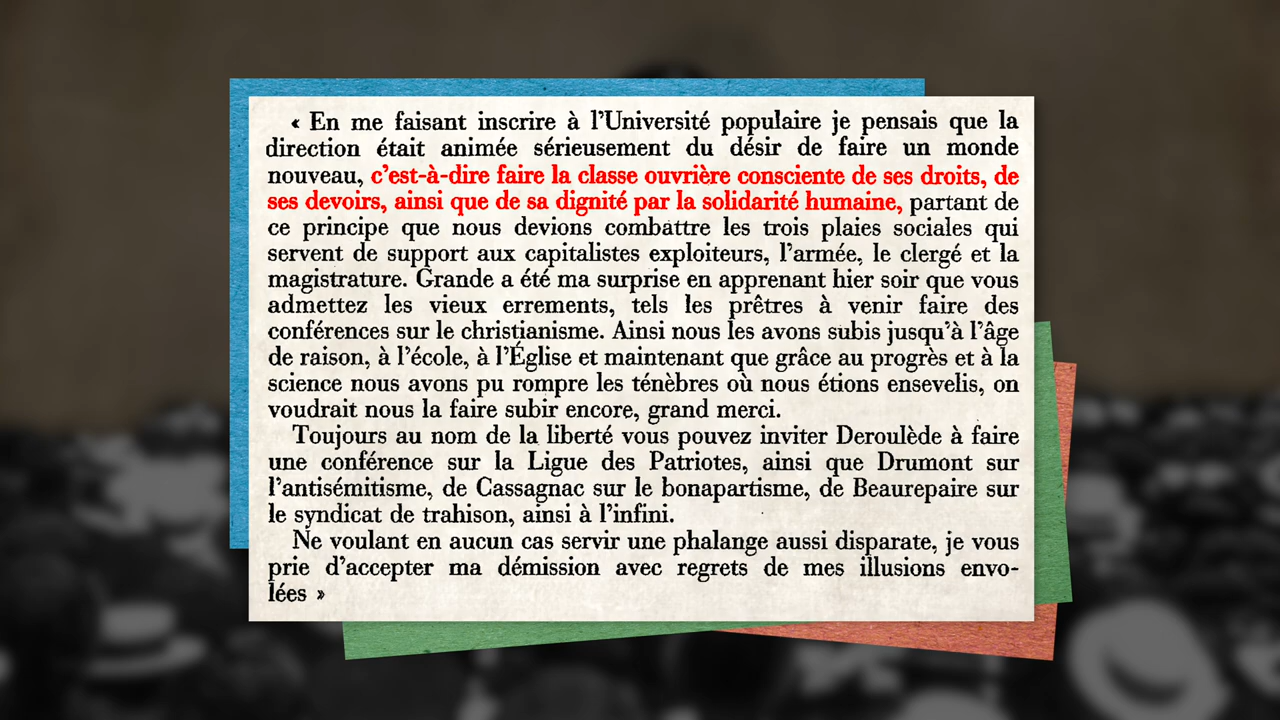 « En me faisant inscrire à l'Université populaire je pensais que la
direction était animée sérieusement du désir de faire un monde
nouveau, c'est-à-dire faire la classe ouvrière consciente de ses droits, de
ses devoirs, ainsi que de sa dignité par la solidarité humaine, partant de
ce principe que nous devions combattre les trois plaies sociales qui
servent de support aux capitalistes exploiteurs, l'armée, le clergé et la
magistrature. Grande a été ma surprise en apprenant hier soir que vous
admettez les vieux errements, tels les prêtres à venir faire des
conférences sur le christianisme. Ainsi nous les avons subis jusqu'à l'âge
de raison, à l'école, à l'Église et maintenant que grâce au progrès et à la
science nous avons pu rompre les ténèbres où nous étions ensevelis, on
voudrait nous la faire subir encore, grand merci.
Toujours au nom de la liberté vous pouvez inviter Deroulède à faire
une conférence sur la Ligue des Patriotes, ainsi que Drumont sur
l'antisémitisme, de Cassagnac sur le bonapartisme, de Beaurepaire sur
le syndicat de trahison, ainsi à l'infini.
Ne voulant en aucun cas servir une phalange aussi disparate, je vous
prie d'accepter ma démission avec regrets de mes illusions envo-
lées »